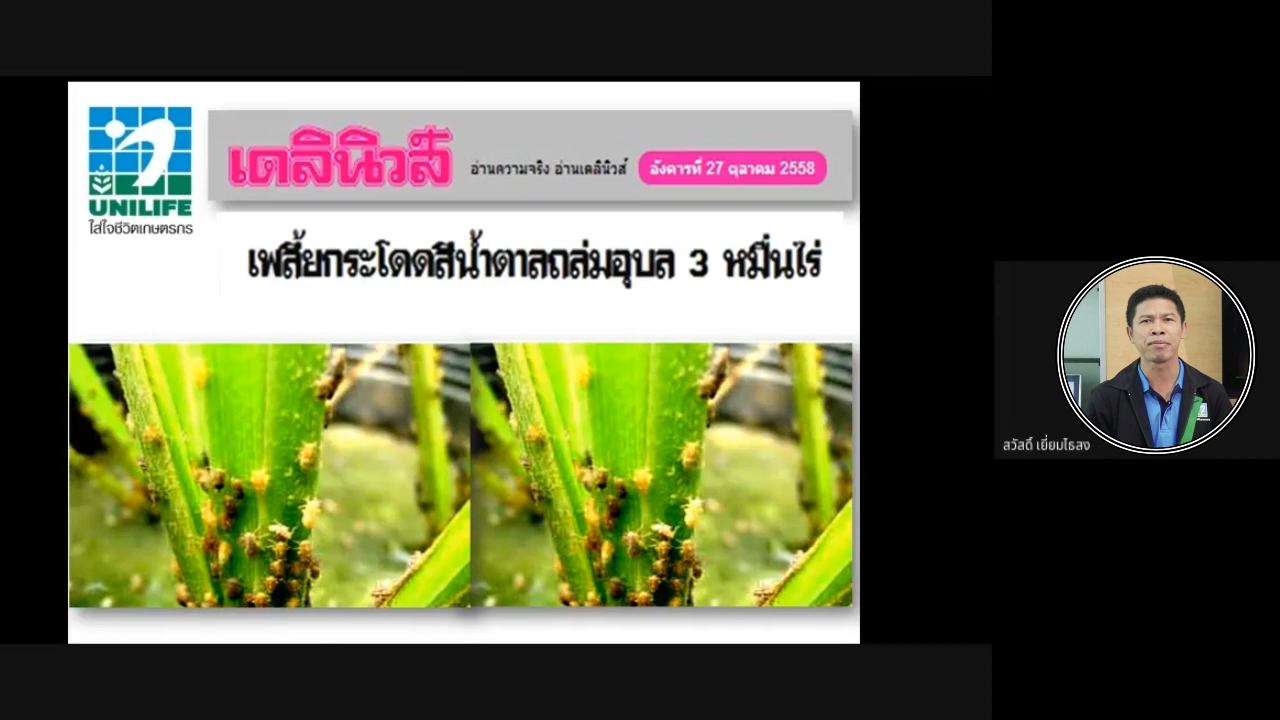 เดลินิวส์
อ่านความจริง อ่านเดลินิวส์
อังคารที่ 27 ตุลาคม 2558
UNILIFE
ใส่ใจชีวิตเกษตรกร
เพลี้ยกระโดดสีน้ำตาลถล่มอุบล 3 หมื่นไร่
สวัสดิ์ เยี่ยมไธสง